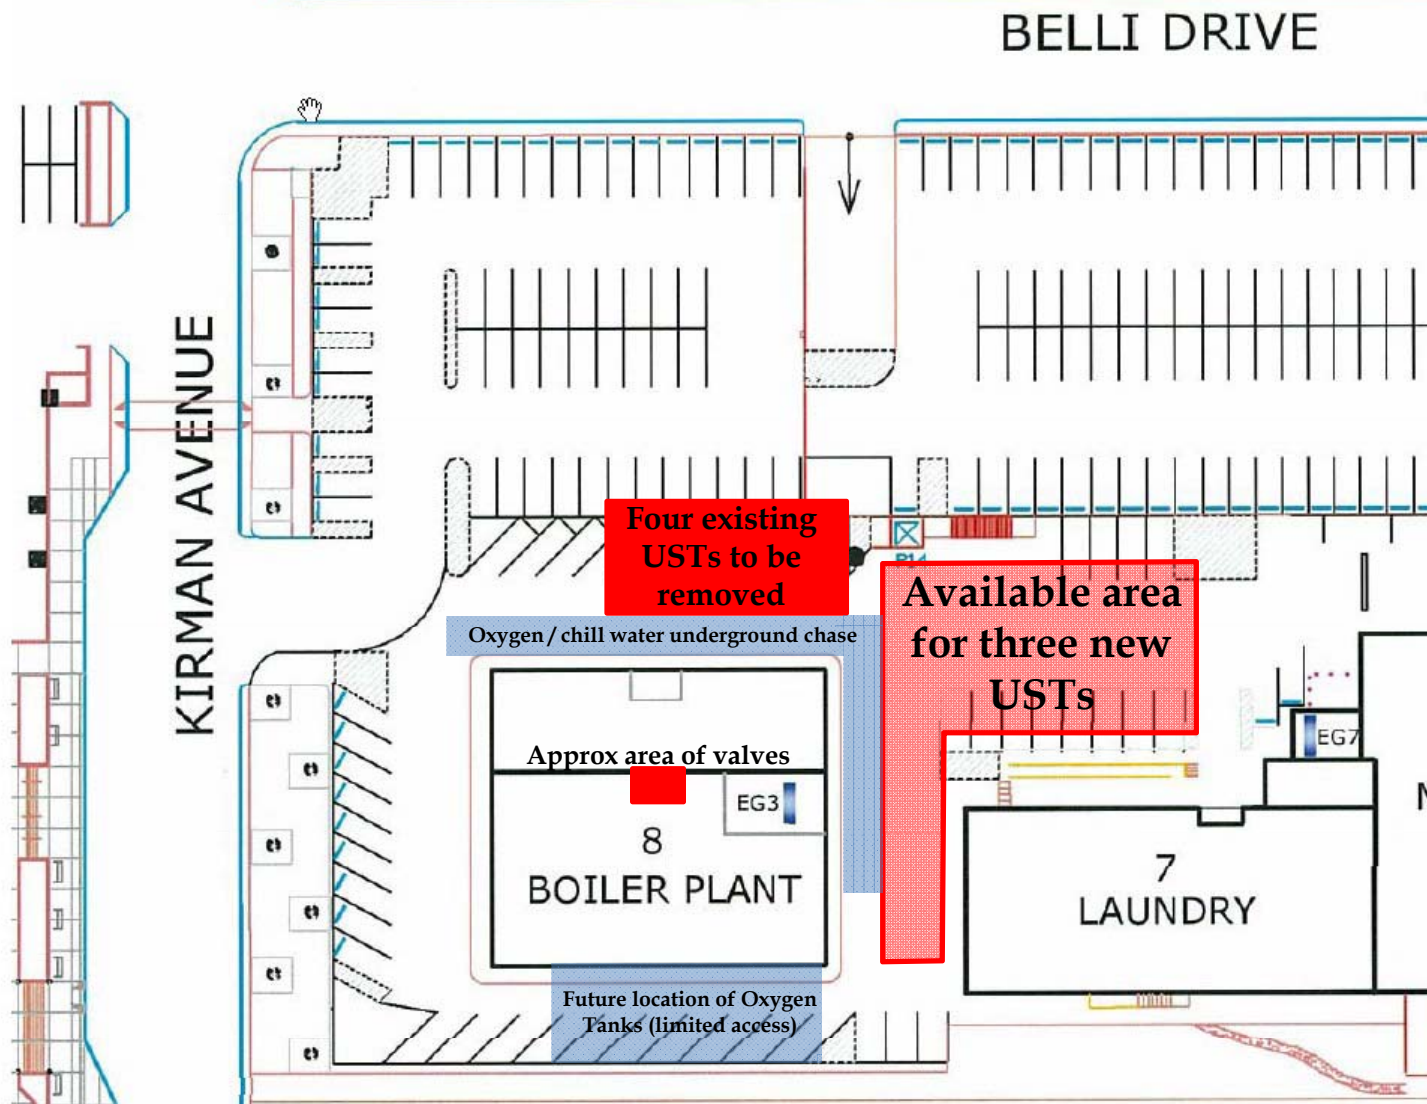 BELLI DRIVE
KIRMAN AVENUE
Four existing
USTs to be
removed
Available area
for three new
USTs
Oxygen / chill water underground chase
Approx area of valves
EG3
EG7
8
BOILER PLANT
7
LAUNDRY
Future location of Oxygen
Tanks (limited access)